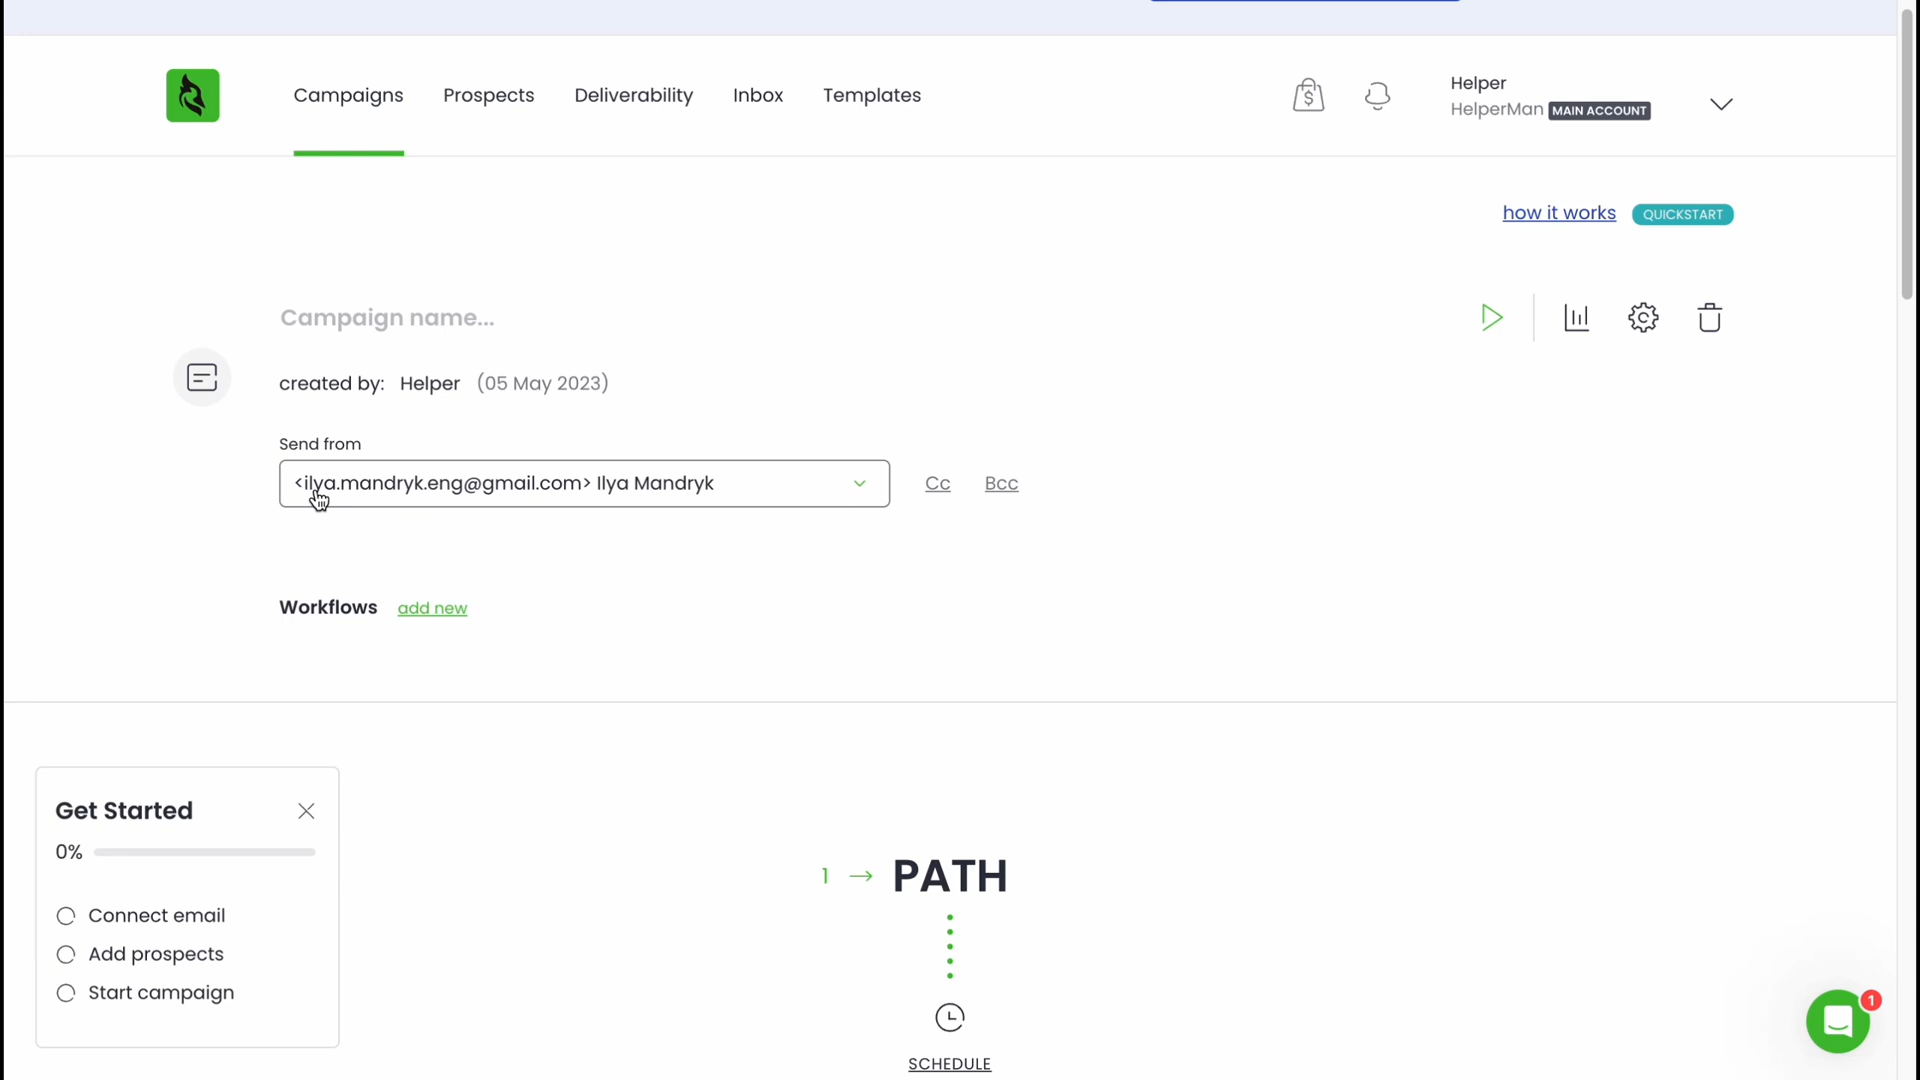 Campaigns Prospects Deliverability Inbox Templates
Helper
HelperMan MAIN ACCOUNT
how it works QUICKSTART
Campaign name...
created by: Helper (05 May 2023)
Send from
<ilya.mandryk.eng@gmail.com> Ilya Mandryk
Cc Bcc
Workflows add new
Get Started
0%
Connect email
Add prospects
Start campaign
1 → PATH
SCHEDULE
1